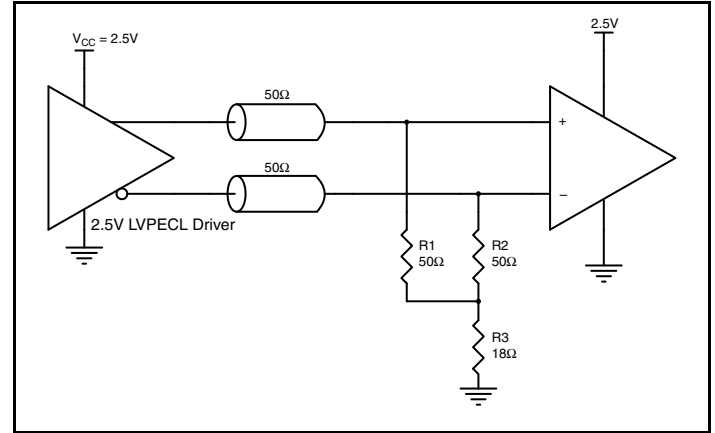 V_CC = 2.5V
2.5V
50Ω
+
50Ω
−
2.5V LVPECL Driver
R1
50Ω
R2
50Ω
R3
18Ω